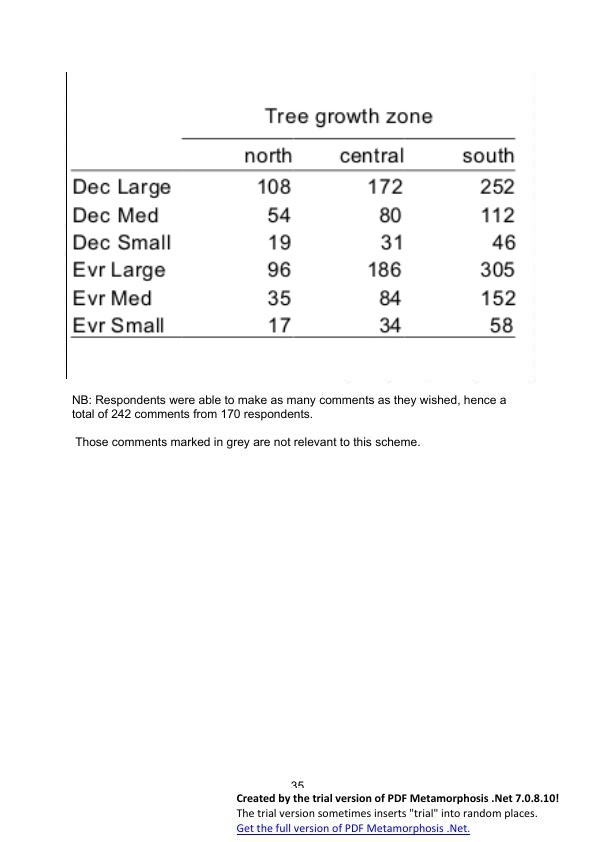 Tree growth zone
north central south
Dec Large 108 172 252
Dec Med 54 80 112
Dec Small 19 31 46
Evr Large 96 186 305
Evr Med 35 84 152
Evr Small 17 34 58
NB: Respondents were able to make as many comments as they wished, hence a
total of 242 comments from 170 respondents.
Those comments marked in grey are not relevant to this scheme.
35
Created by the trial version of PDF Metamorphosis .Net 7.0.8.10!
The trial version sometimes inserts "trial" into random places.
Get the full version of PDF Metamorphosis .Net.